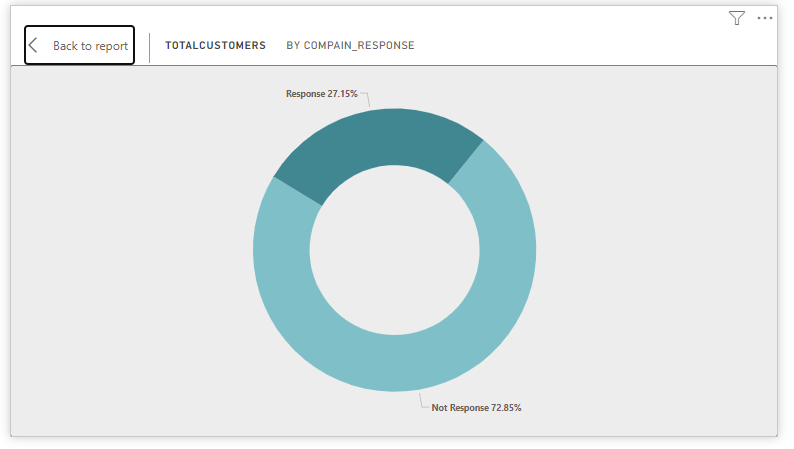 Back to report
TOTALCUSTOMERS BY COMPAIN_RESPONSE
Response 27.15%
Not Response 72.85%